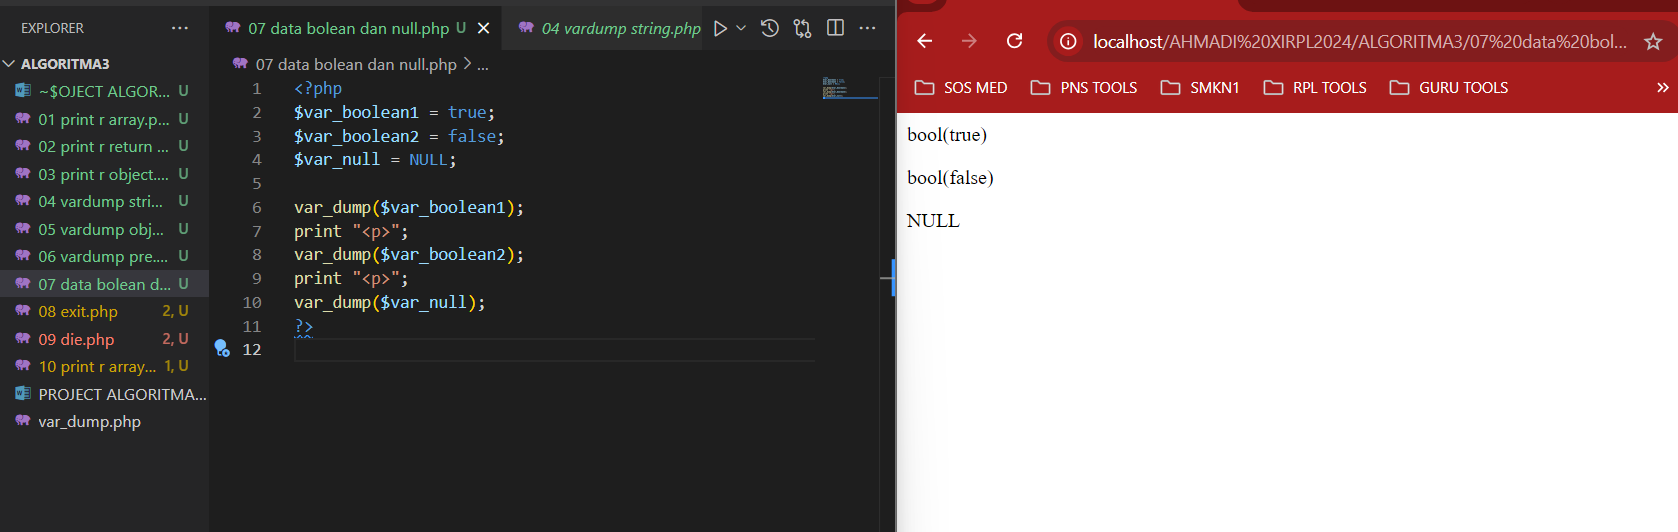 EXPLORER ...
ALGORITMA3
~$OJECT ALGOR... U
01 print r array.p... U
02 print r return ... U
03 print r object.... U
04 vardump stri... U
05 vardump obj... U
06 vardump pre.... U
07 data bolean d... U
08 exit.php 2, U
09 die.php 2, U
10 print r array... 1, U
PROJECT ALGORITMA...
var_dump.php
07 data bolean dan null.php U
04 vardump string.php
07 data bolean dan null.php > ...
1 <?php
2 $var_boolean1 = true;
3 $var_boolean2 = false;
4 $var_null = NULL;
5
6 var_dump($var_boolean1);
7 print "<p>";
8 var_dump($var_boolean2);
9 print "<p>";
10 var_dump($var_null);
11 ?>
12
localhost/AHMADI%20XIRPL2024/ALGORITMA3/07%20data%20bol...
SOS MED PNS TOOLS SMKN1 RPL TOOLS GURU TOOLS »
bool(true)
bool(false)
NULL